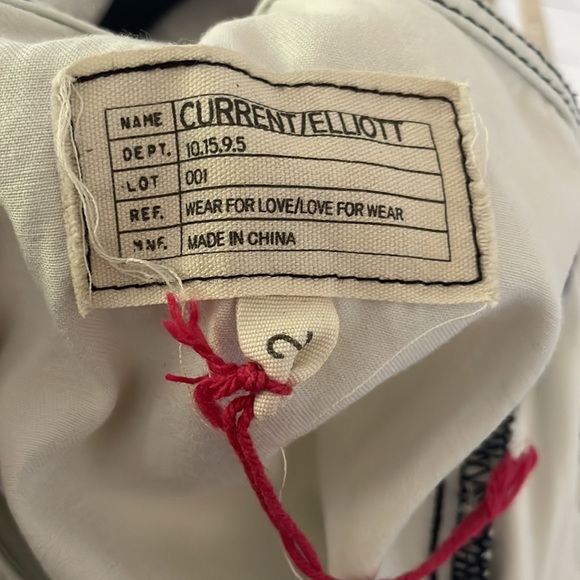 NAME CURRENT/ELLIOTT
DEPT. 10.15.9.5
LOT 001
REF. WEAR FOR LOVE/LOVE FOR WEAR
MNF. MADE IN CHINA
2